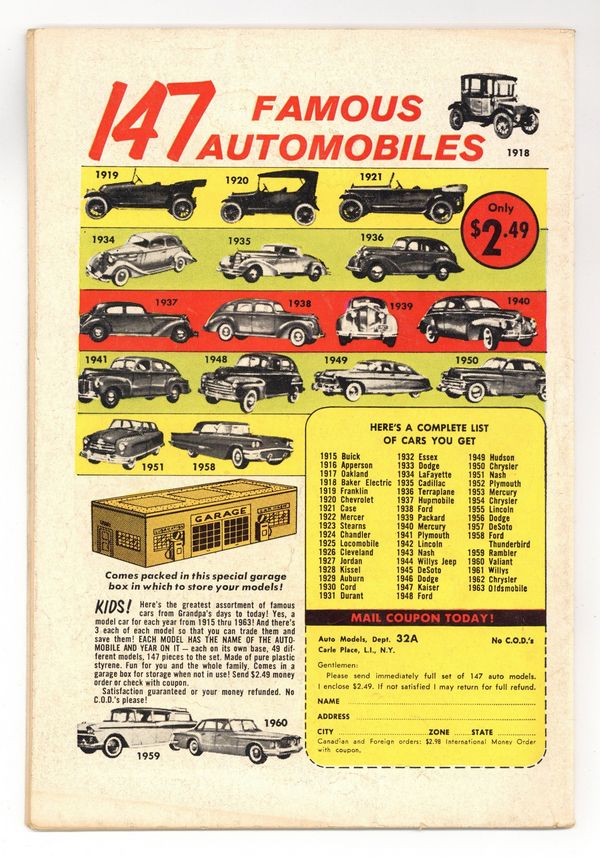 147 FAMOUS
AUTOMOBILES
1918
1919
1920
1921
Only
$2.49
1934
1935
1936
1937
1938
1939
1940
1941
1948
1949
1950
1951
1958
HERE'S A COMPLETE LIST
OF CARS YOU GET
1915 Buick
1916 Apperson
1917 Oakland
1918 Baker Electric
1919 Franklin
1920 Chevrolet
1921 Case
1922 Mercer
1923 Stearns
1924 Chandler
1925 Locomobile
1926 Cleveland
1927 Jordan
1928 Kissel
1929 Auburn
1930 Cord
1931 Durant
1932 Essex
1933 Dodge
1934 LaFayette
1935 Cadillac
1936 Terraplane
1937 Hupmobile
1938 Ford
1939 Packard
1940 Mercury
1941 Plymouth
1942 Lincoln
1943 Nash
1944 Willys Jeep
1945 DeSoto
1946 Dodge
1947 Kaiser
1948 Ford
1949 Hudson
1950 Chrysler
1951 Nash
1952 Plymouth
1953 Mercury
1954 Chrysler
1955 Lincoln
1956 Dodge
1957 DeSoto
1958 Ford
Thunderbird
1959 Rambler
1960 Valiant
1961 Willys
1962 Chrysler
1963 Oldsmobile
GARAGE
Comes packed in this special garage
box in which to store your models!
KIDS! Here's the greatest assortment of famous
cars from Grandpa's days to today! Yes, a
model car for each year from 1915 thru 1963! And there's
3 each of each model so that you can trade them and
save them! EACH MODEL HAS THE NAME OF THE AUTO-
MOBILE AND YEAR ON IT — each on its own base, 49 dif-
ferent models, 147 pieces to the set. Made of pure plastic
styrene. Fun for you and the whole family. Comes in a
garage box for storage when not in use! Send $2.49 money
order or check with coupon.
Satisfaction guaranteed or your money refunded. No
C.O.D.'s please!
1959
1960
MAIL COUPON TODAY!
Auto Models, Dept. 32A No C.O.D.'s
Carle Place, L.I., N.Y.
Gentlemen:
Please send immediately full set of 147 auto models.
I enclose $2.49. If not satisfied I may return for full refund.
NAME
ADDRESS
CITY ZONE STATE
Canadian and Foreign orders: $2.98 International Money Order
with coupon.